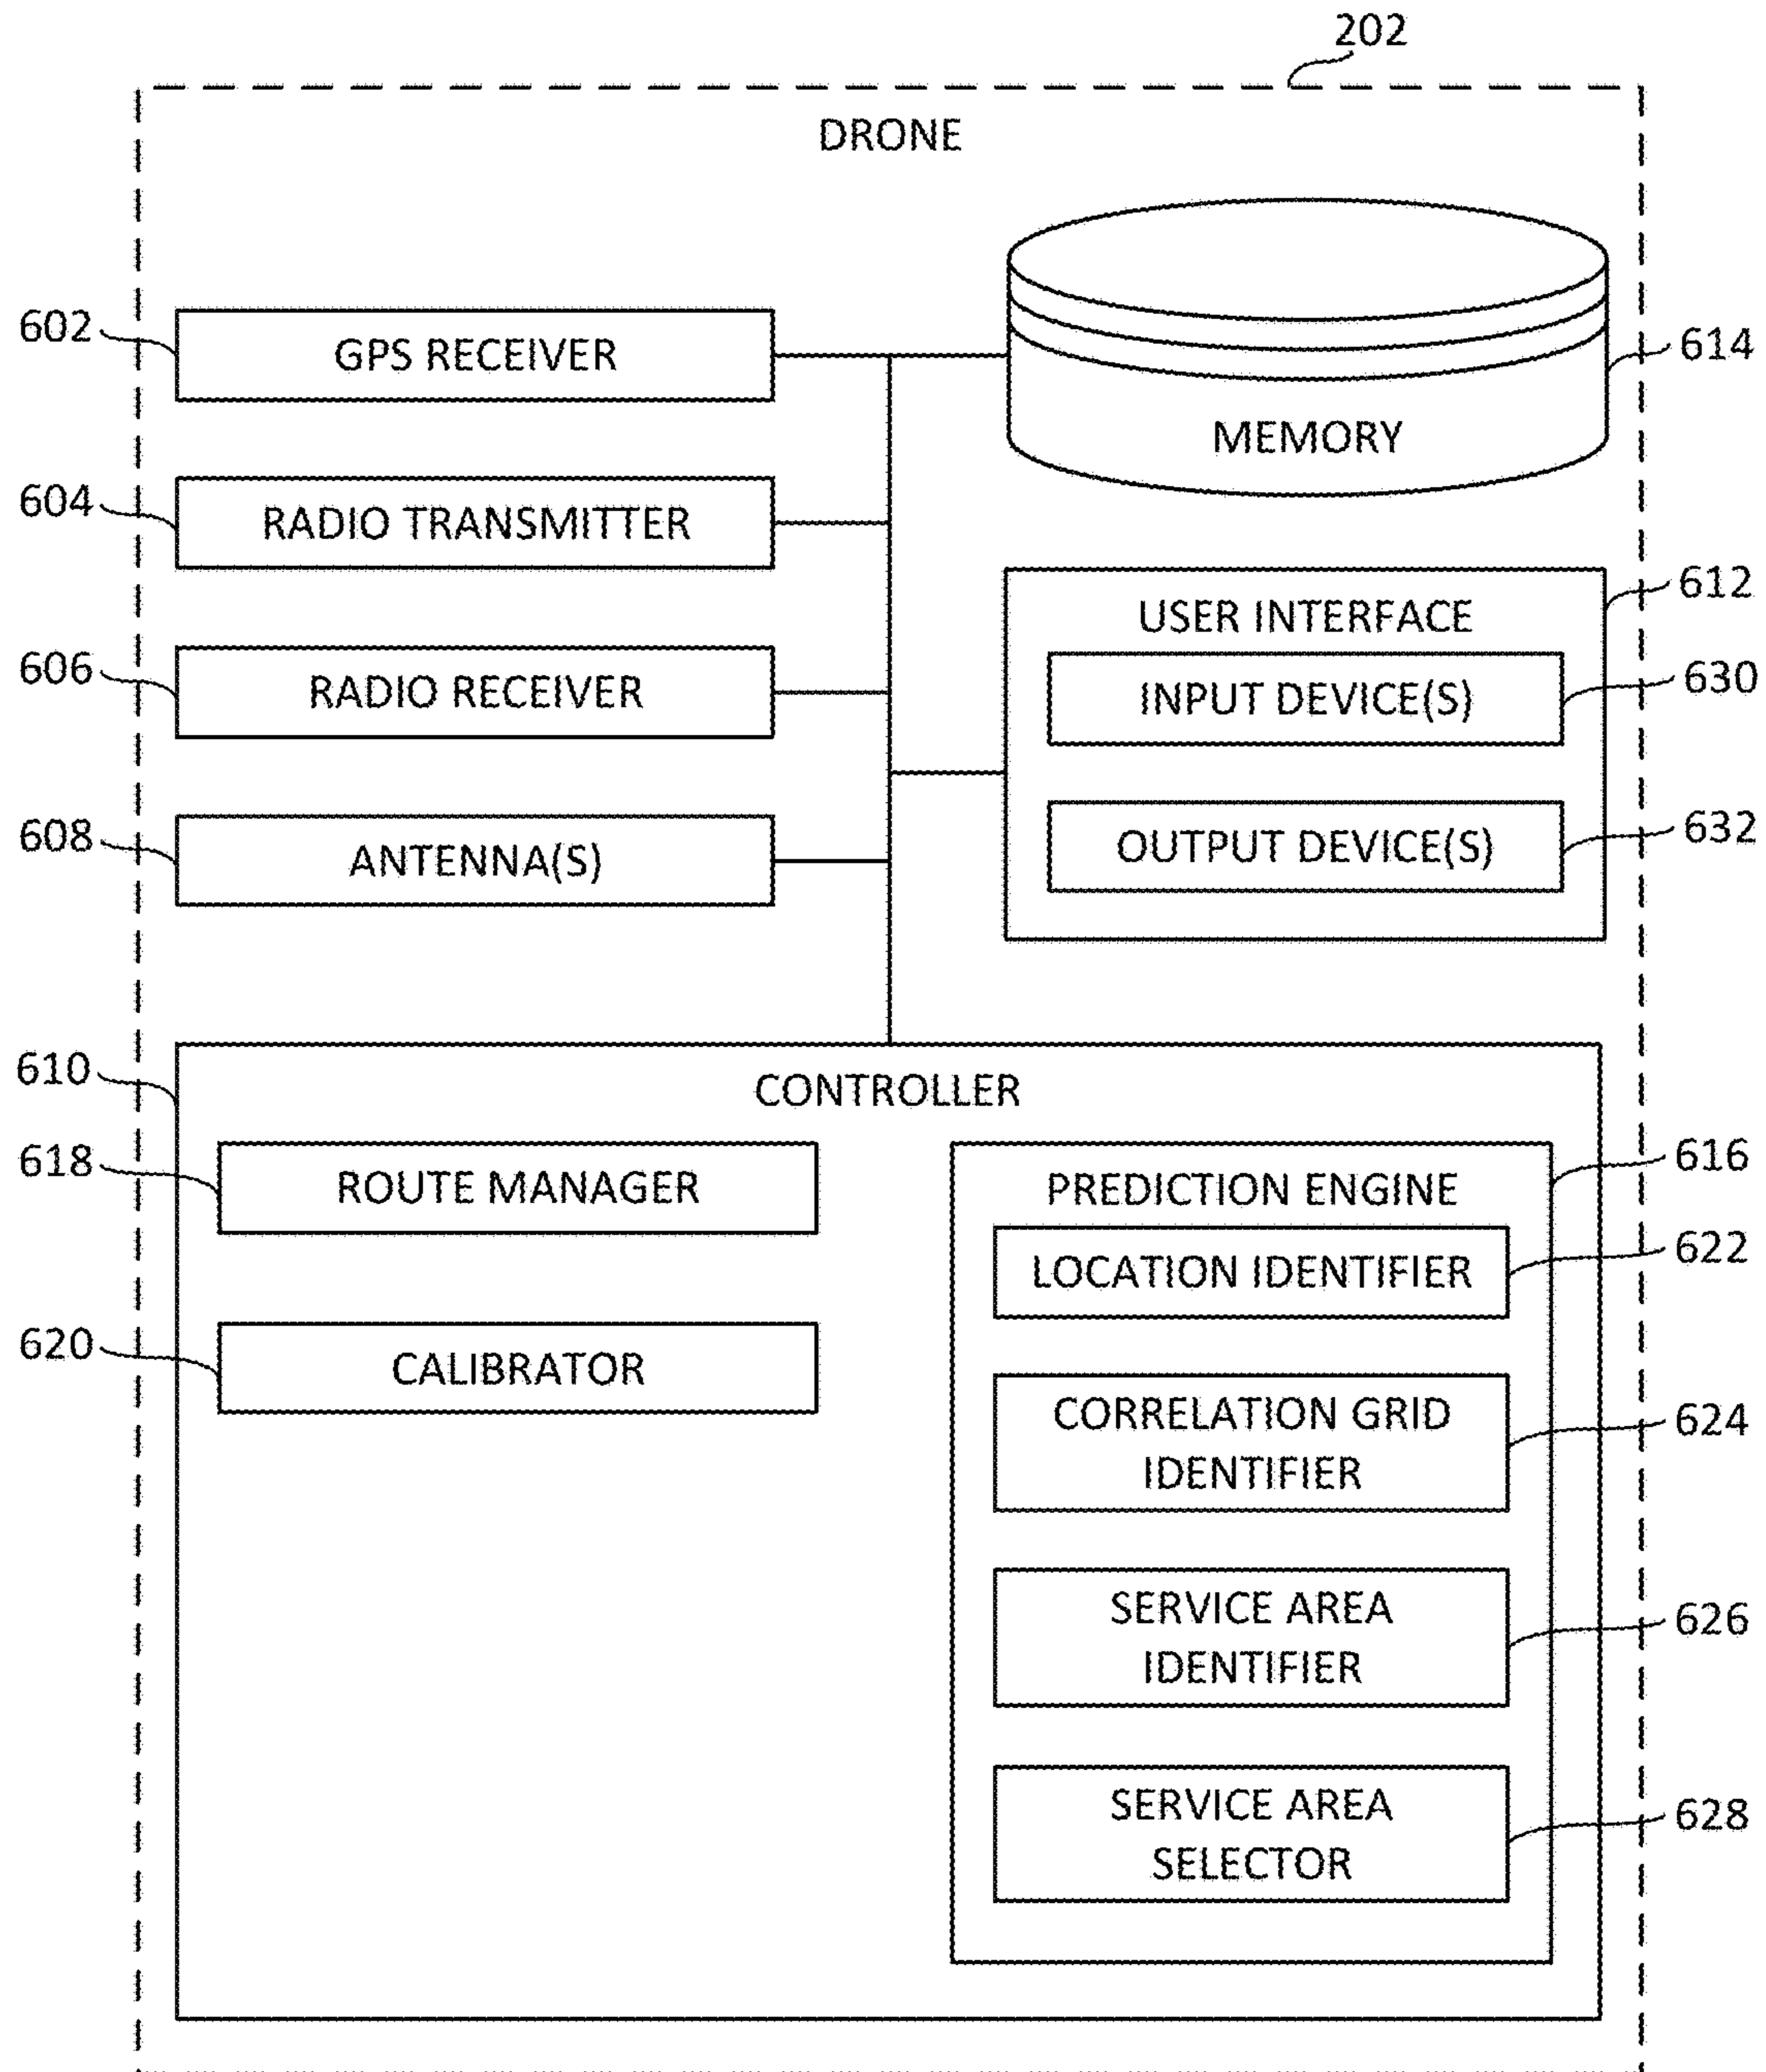 202
DRONE
602
GPS RECEIVER
614
MEMORY
604
RADIO TRANSMITTER
612
USER INTERFACE
606
RADIO RECEIVER
630
INPUT DEVICE(S)
608
ANTENNA(S)
632
OUTPUT DEVICE(S)
610
CONTROLLER
618
ROUTE MANAGER
616
PREDICTION ENGINE
622
LOCATION IDENTIFIER
620
CALIBRATOR
624
CORRELATION GRID
IDENTIFIER
626
SERVICE AREA
IDENTIFIER
628
SERVICE AREA
SELECTOR